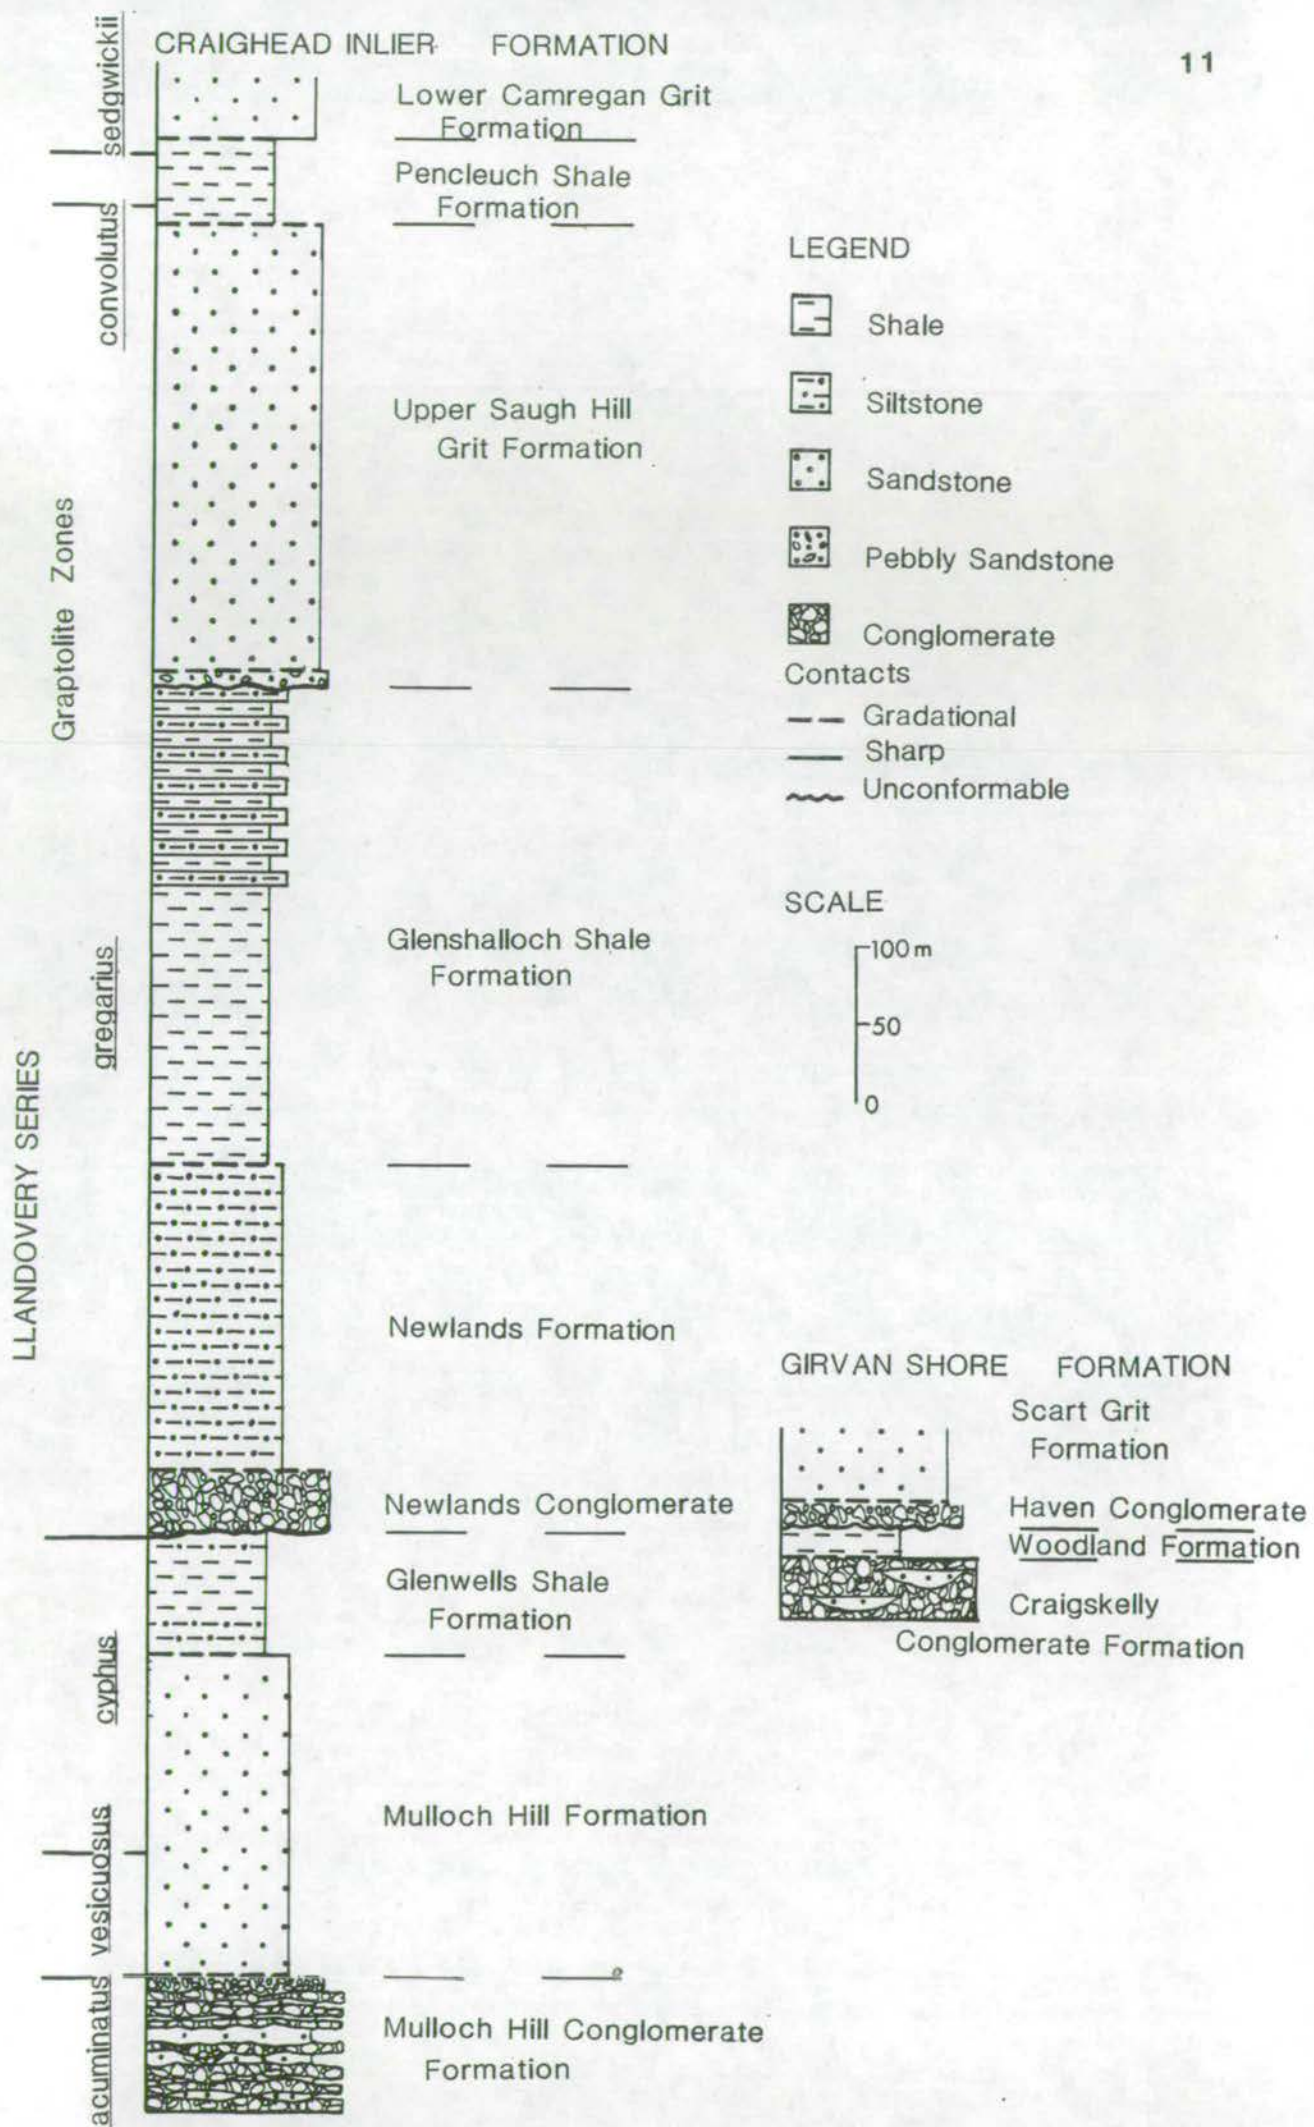 11
CRAIGHEAD INLIER FORMATION
Lower Camregan Grit
Formation
Pencleuch Shale
Formation
Upper Saugh Hill
Grit Formation
Glenshalloch Shale
Formation
Newlands Formation
Newlands Conglomerate
Glenwells Shale
Formation
Mulloch Hill Formation
Mulloch Hill Conglomerate
Formation
LLANDOVERY SERIES
Graptolite Zones
sedgwickii
convolutus
gregarius
cyphus
vesicuosus
acuminatus
LEGEND
Shale
Siltstone
Sandstone
Pebbly Sandstone
Conglomerate
Contacts
Gradational
Sharp
Unconformable
SCALE
100 m
50
0
GIRVAN SHORE FORMATION
Scart Grit
Formation
Haven Conglomerate
Woodland Formation
Craigskelly
Conglomerate Formation